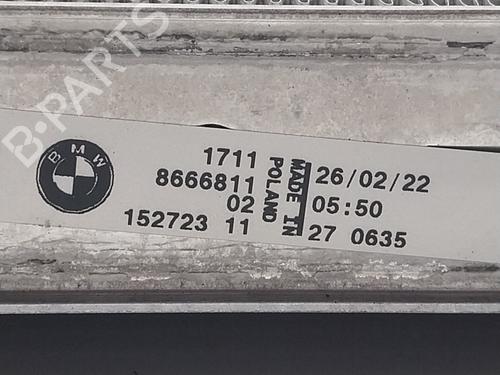 B-PARTS
BMW
1711
8666811
02
152723 11
MADE IN
POLAND
26/02/22
05:50
27 0635